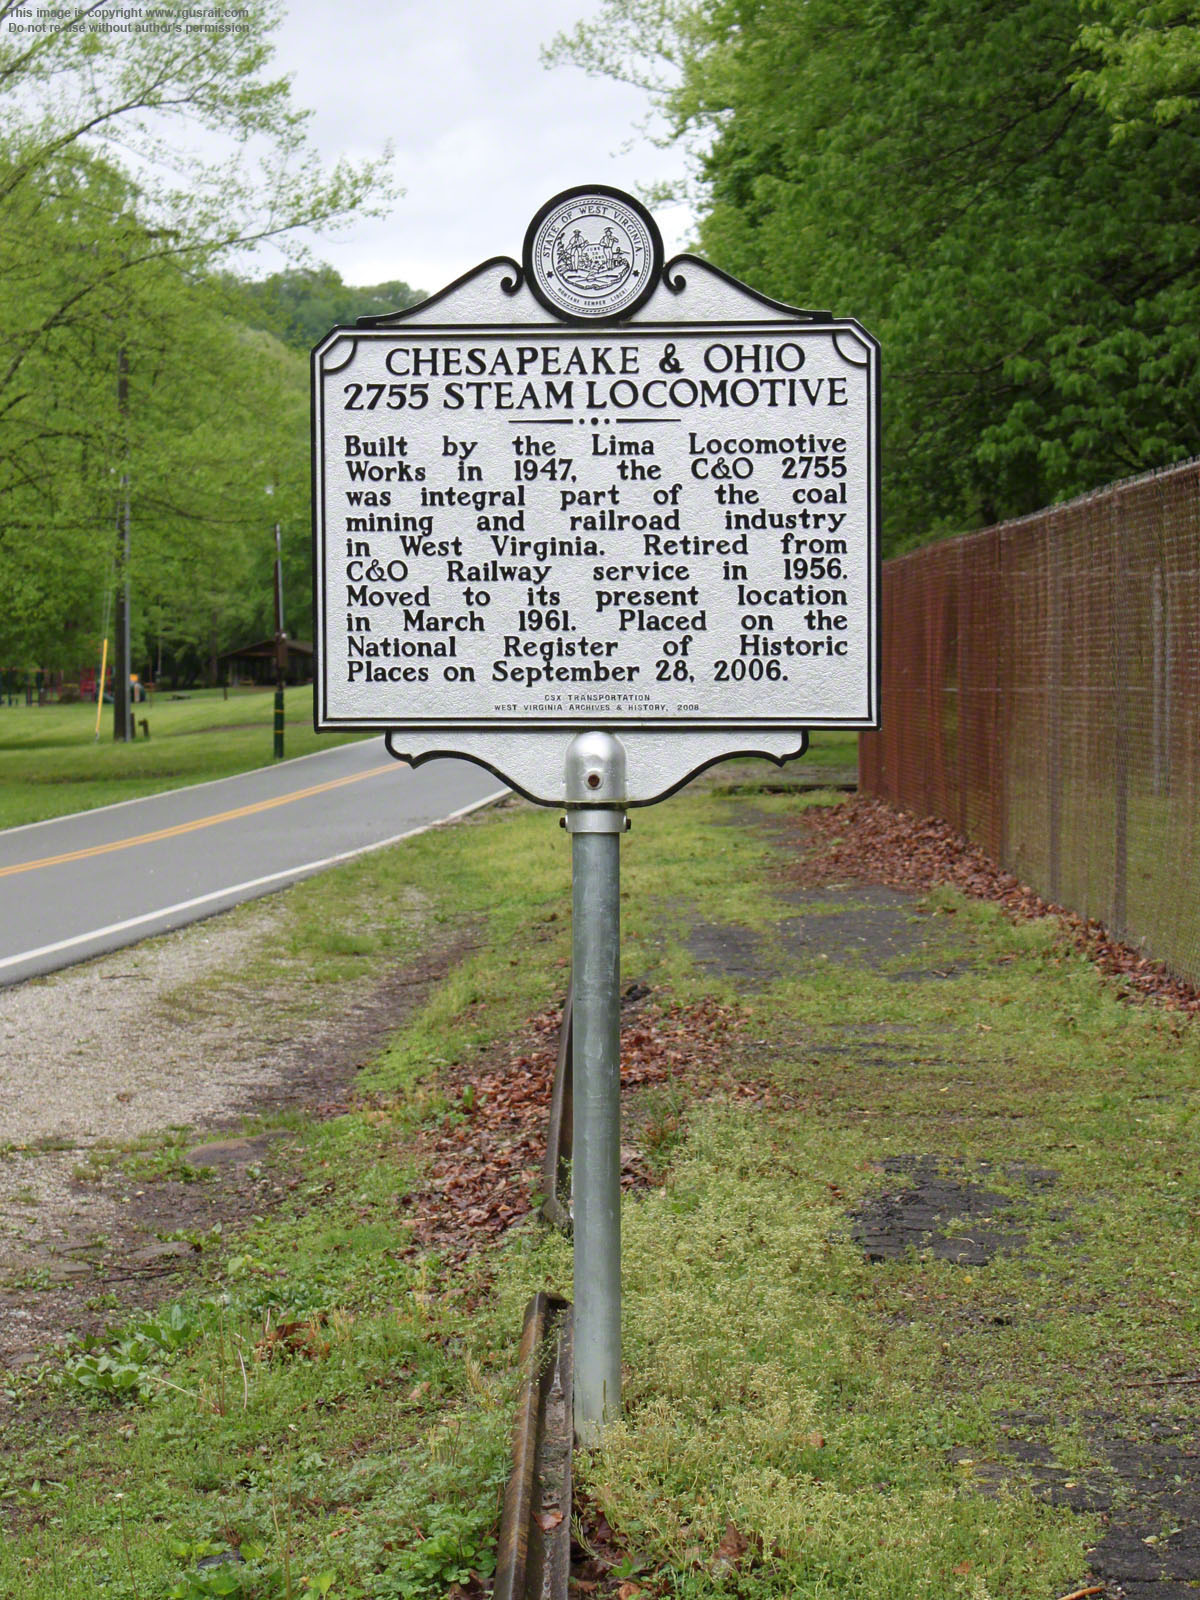 This image is copyright www.rgusrail.com
Do not re-use without author's permission
STATE OF WEST VIRGINIA
MONTANI SEMPER LIBERI
CHESAPEAKE & OHIO
2755 STEAM LOCOMOTIVE
Built by the Lima Locomotive
Works in 1947, the C&O 2755
was integral part of the coal
mining and railroad industry
in West Virginia. Retired from
C&O Railway service in 1956.
Moved to its present location
in March 1961. Placed on the
National Register of Historic
Places on September 28, 2006.
CSX TRANSPORTATION
WEST VIRGINIA ARCHIVES & HISTORY, 2008